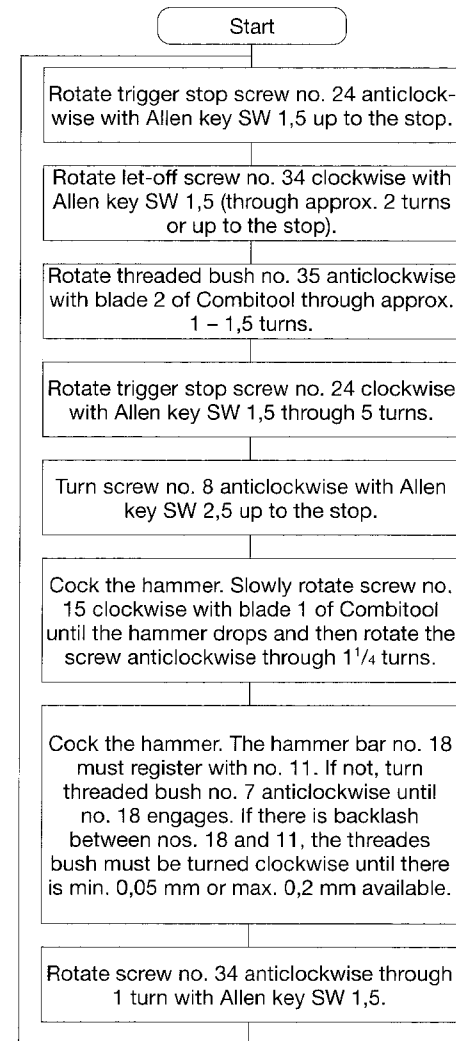 Start
Rotate trigger stop screw no. 24 anticlock-
wise with Allen key SW 1,5 up to the stop.
Rotate let-off screw no. 34 clockwise with
Allen key SW 1,5 (through approx. 2 turns
or up to the stop).
Rotate threaded bush no. 35 anticlockwise
with blade 2 of Combitool through approx.
1 – 1,5 turns.
Rotate trigger stop screw no. 24 clockwise
with Allen key SW 1,5 through 5 turns.
Turn screw no. 8 anticlockwise with Allen
key SW 2,5 up to the stop.
Cock the hammer. Slowly rotate screw no.
15 clockwise with blade 1 of Combitool
until the hammer drops and then rotate the
screw anticlockwise through 1 1/4 turns.
Cock the hammer. The hammer bar no. 18
must register with no. 11. If not, turn
threaded bush no. 7 anticlockwise until
no. 18 engages. If there is backlash
between nos. 18 and 11, the threades
bush must be turned clockwise until there
is min. 0,05 mm or max. 0,2 mm available.
Rotate screw no. 34 anticlockwise through
1 turn with Allen key SW 1,5.